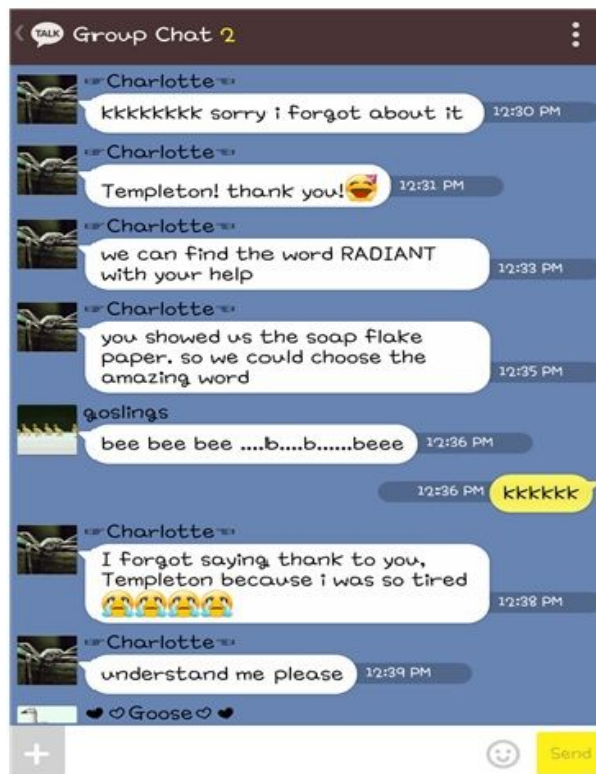 TALK Group Chat 2
☞Charlotte☜
kkkkkkkk sorry i forgot about it 12:30 PM
☞Charlotte☜
Templeton! thank you! 12:31 PM
☞Charlotte☜
we can find the word RADIANT
with your help 12:33 PM
☞Charlotte☜
you showed us the soap flake
paper. so we could choose the
amazing word 12:35 PM
goslings
bee bee bee ....b....b......beee 12:36 PM
12:36 PM kkkkkk
☞Charlotte☜
I forgot saying thank to you,
Templeton because i was so tired
😭😭😭😭 12:38 PM
☞Charlotte☜
understand me please 12:39 PM
♥♡Goose♡♥
Send